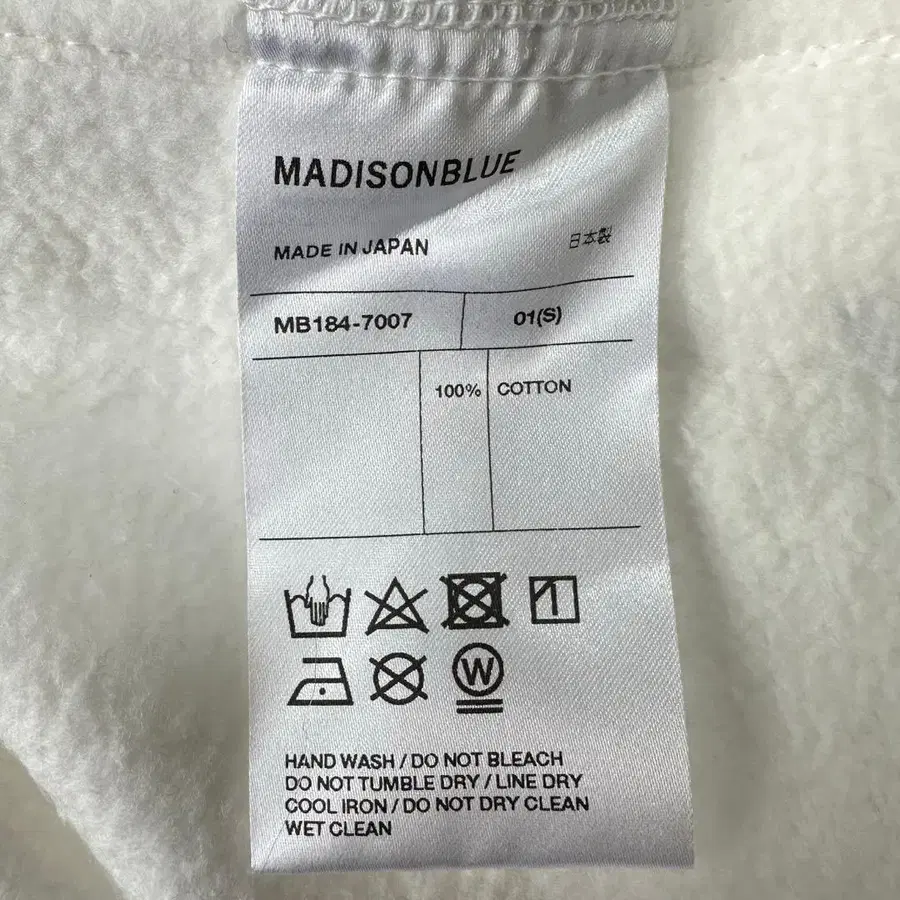 MADISONBLUE
MADE IN JAPAN 日本製
MB184-7007 01(S)
100% COTTON
W
HAND WASH / DO NOT BLEACH
DO NOT TUMBLE DRY / LINE DRY
COOL IRON / DO NOT DRY CLEAN
WET CLEAN